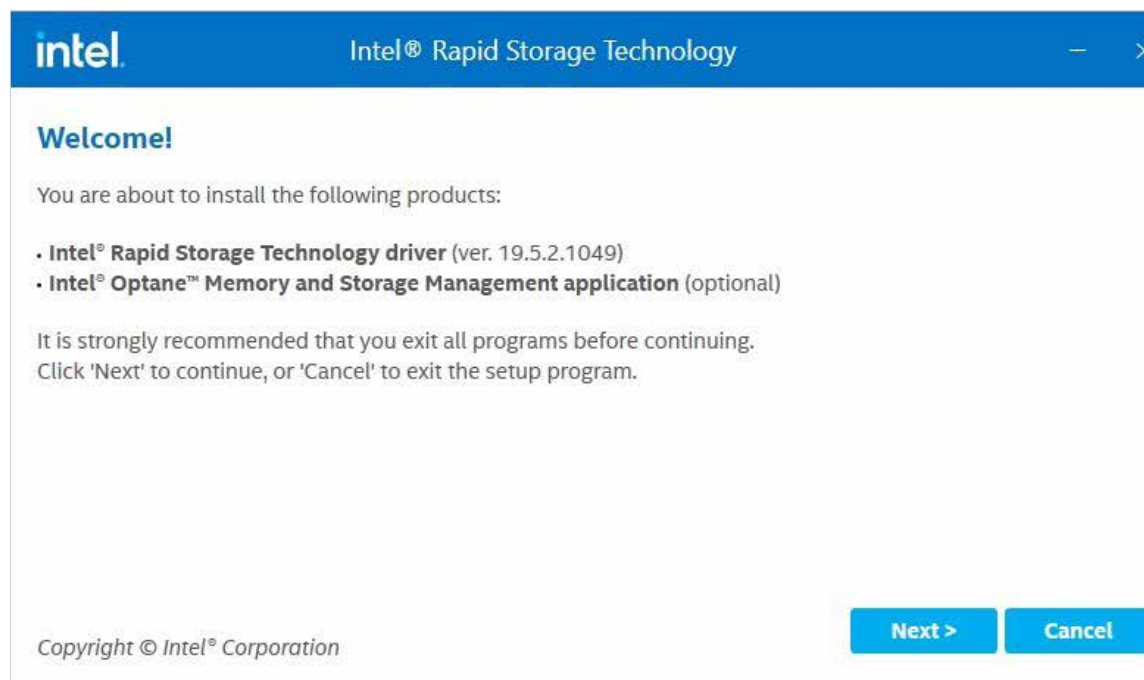 intel.
Intel® Rapid Storage Technology
Welcome!
You are about to install the following products:
• Intel® Rapid Storage Technology driver (ver. 19.5.2.1049)
• Intel® Optane™ Memory and Storage Management application (optional)
It is strongly recommended that you exit all programs before continuing.
Click 'Next' to continue, or 'Cancel' to exit the setup program.
Next >
Cancel
Copyright © Intel® Corporation